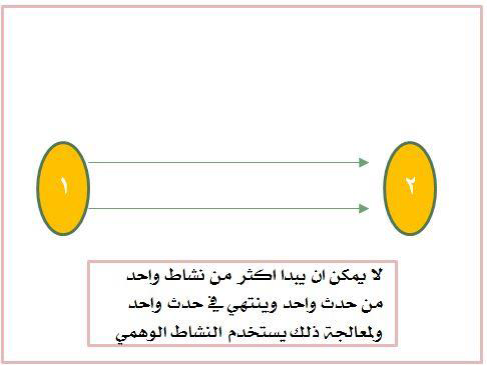 ١
٢
لا يمكن ان يبدا اكثر من نشاط واحد
من حدث واحد وينتهي في حدث واحد
ولمعالجة ذلك يستخدم النشاط الوهمي